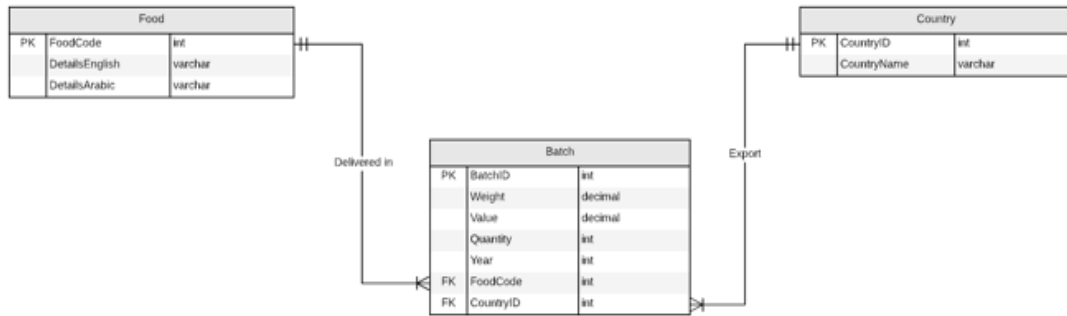 Food
PK FoodCode int
DetailsEnglish varchar
DetailsArabic varchar
Country
PK CountryID int
CountryName varchar
Delivered in
Export
Batch
PK BatchID int
Weight decimal
Value decimal
Quantity int
Year int
FK FoodCode int
FK CountryID int